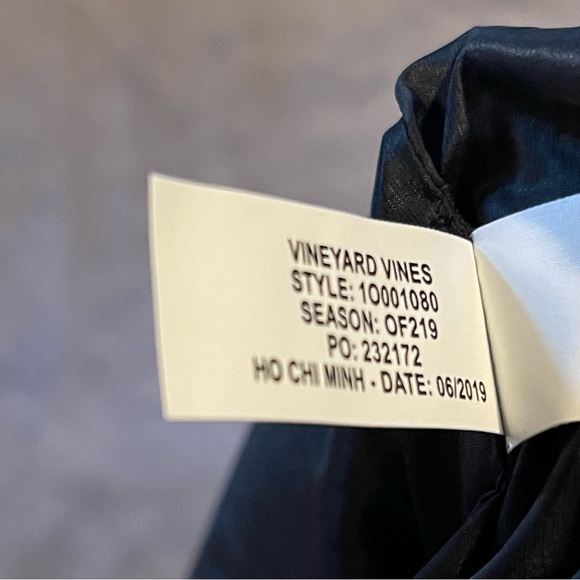 VINEYARD VINES
STYLE: 1O001080
SEASON: OF219
PO: 232172
HO CHI MINH - DATE: 06/2019